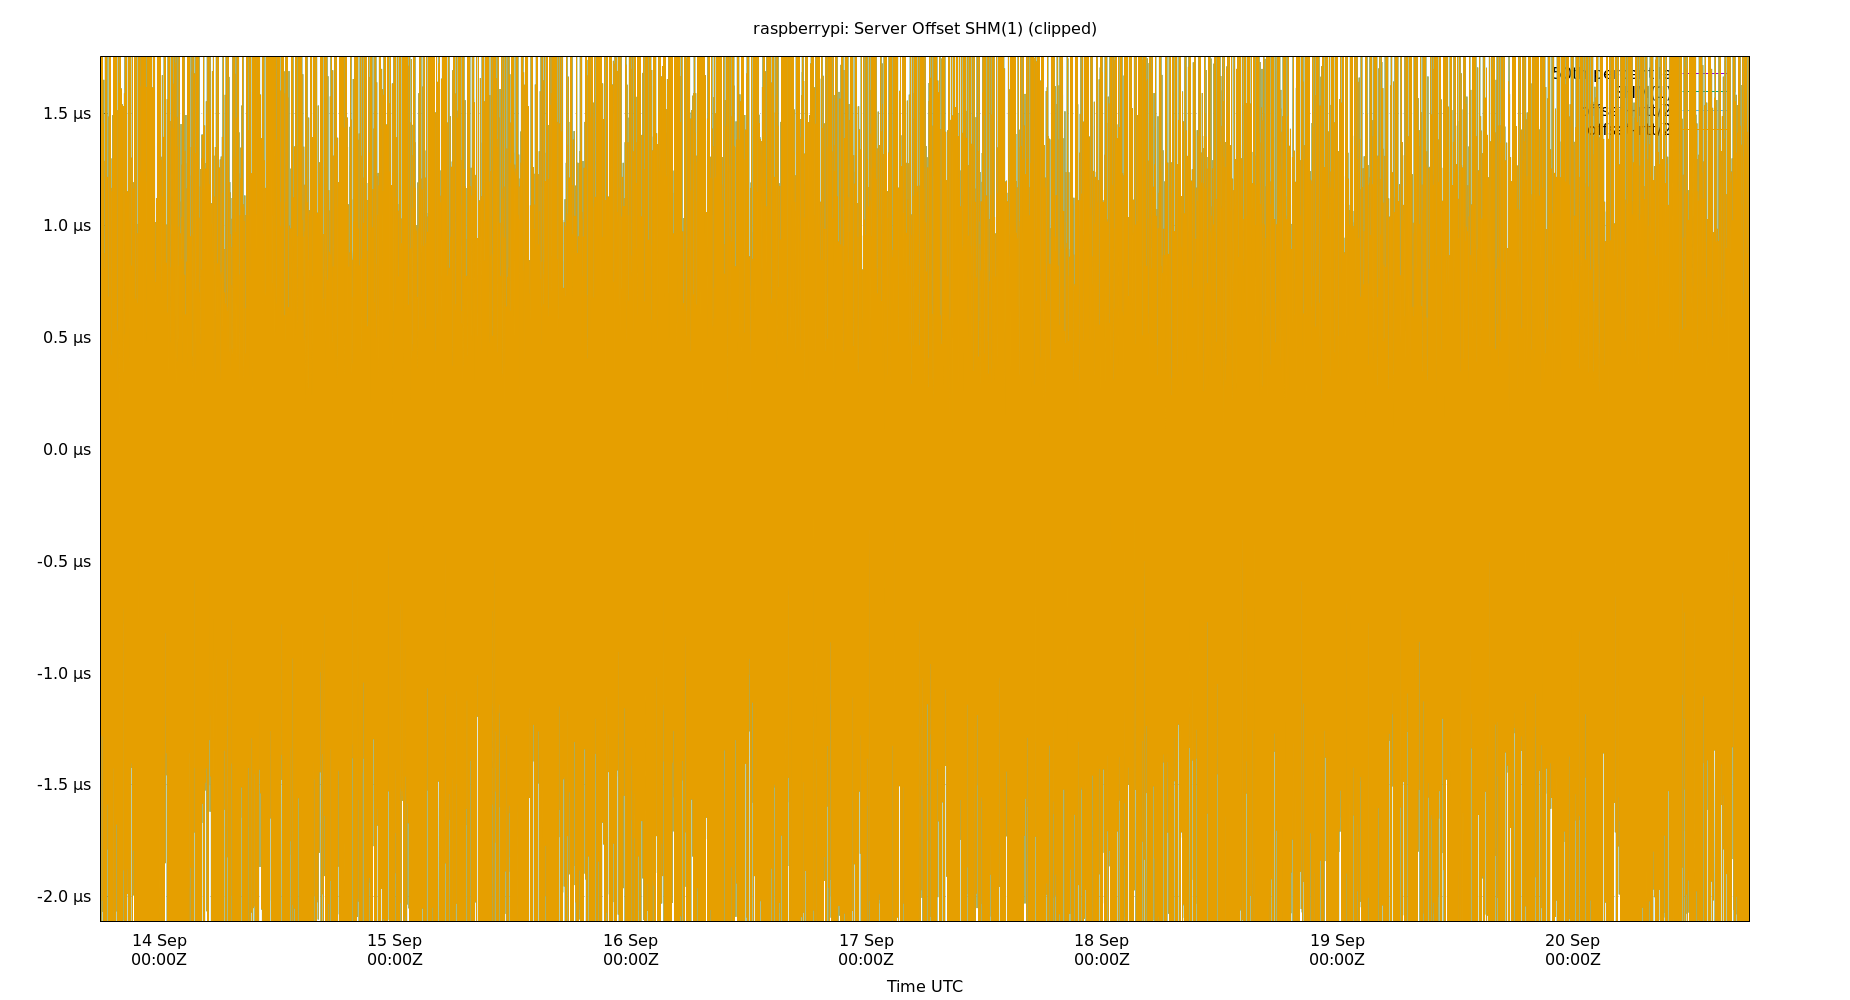 raspberrypi: Server Offset SHM(1) (clipped)
1.5 µs
1.0 µs
0.5 µs
0.0 µs
-0.5 µs
-1.0 µs
-1.5 µs
-2.0 µs
14 Sep 15 Sep 16 Sep 17 Sep 18 Sep 19 Sep 20 Sep
00:00Z 00:00Z 00:00Z 00:00Z 00:00Z 00:00Z 00:00Z
Time UTC